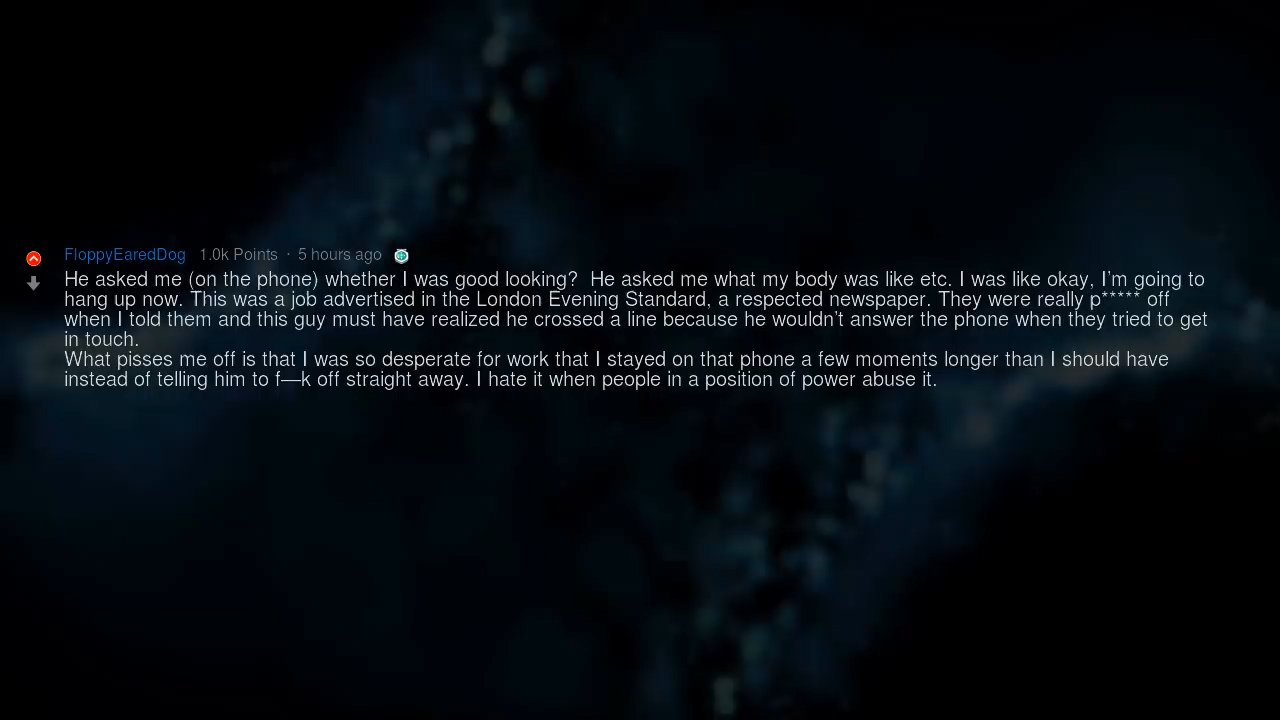 FloppyEaredDog 1.0k Points · 5 hours ago
He asked me (on the phone) whether I was good looking?  He asked me what my body was like etc. I was like okay, I'm going to
hang up now. This was a job advertised in the London Evening Standard, a respected newspaper. They were really p***** off
when I told them and this guy must have realized he crossed a line because he wouldn't answer the phone when they tried to get
in touch.
What pisses me off is that I was so desperate for work that I stayed on that phone a few moments longer than I should have
instead of telling him to f—k off straight away. I hate it when people in a position of power abuse it.